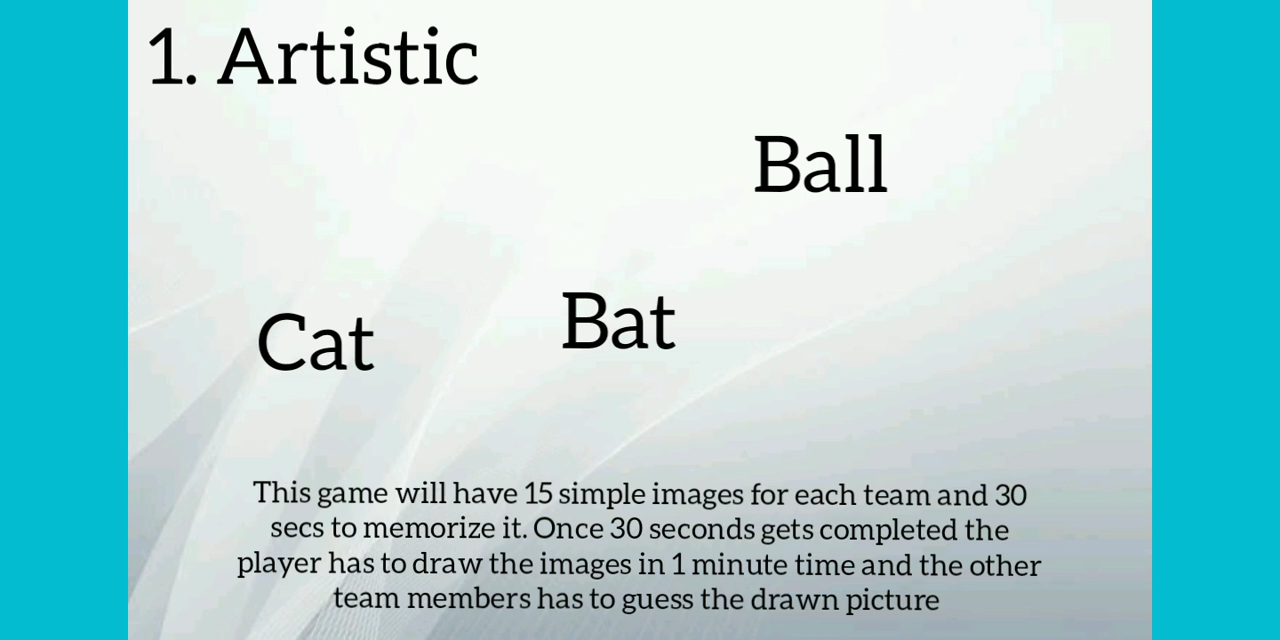 1. Artistic
Ball
Cat
Bat
This game will have 15 simple images for each team and 30
secs to memorize it. Once 30 seconds gets completed the
player has to draw the images in 1 minute time and the other
team members has to guess the drawn picture